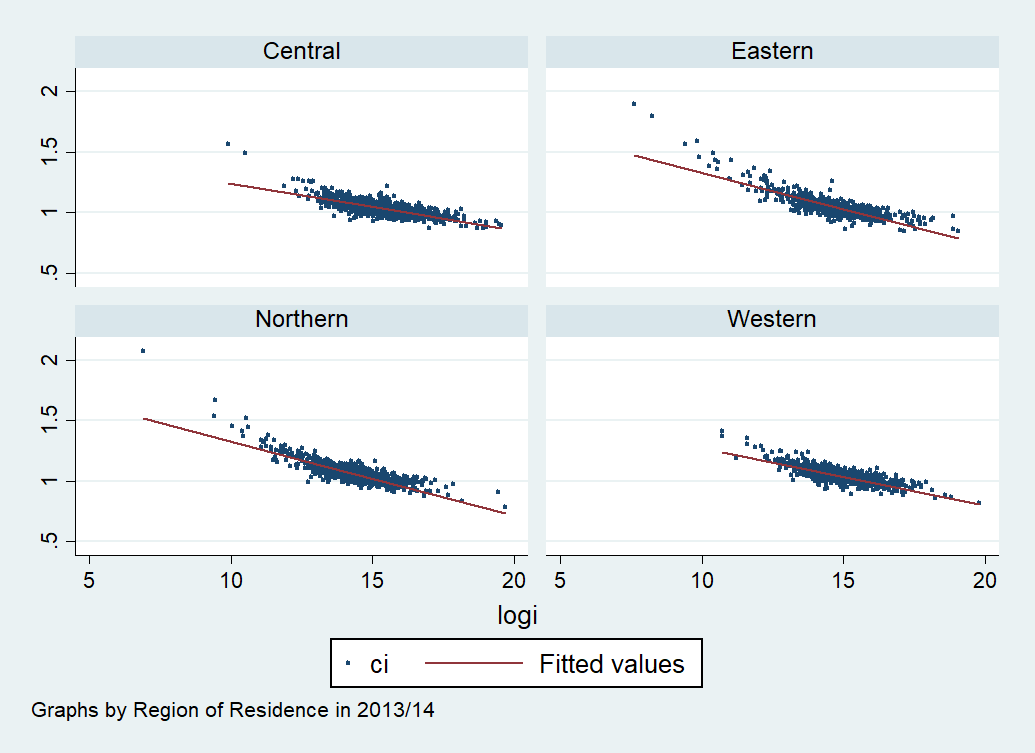 Central
Eastern
.5 1 1.5 2
Northern
Western
.5 1 1.5 2
5 10 15 20
5 10 15 20
logi
ci Fitted values
Graphs by Region of Residence in 2013/14